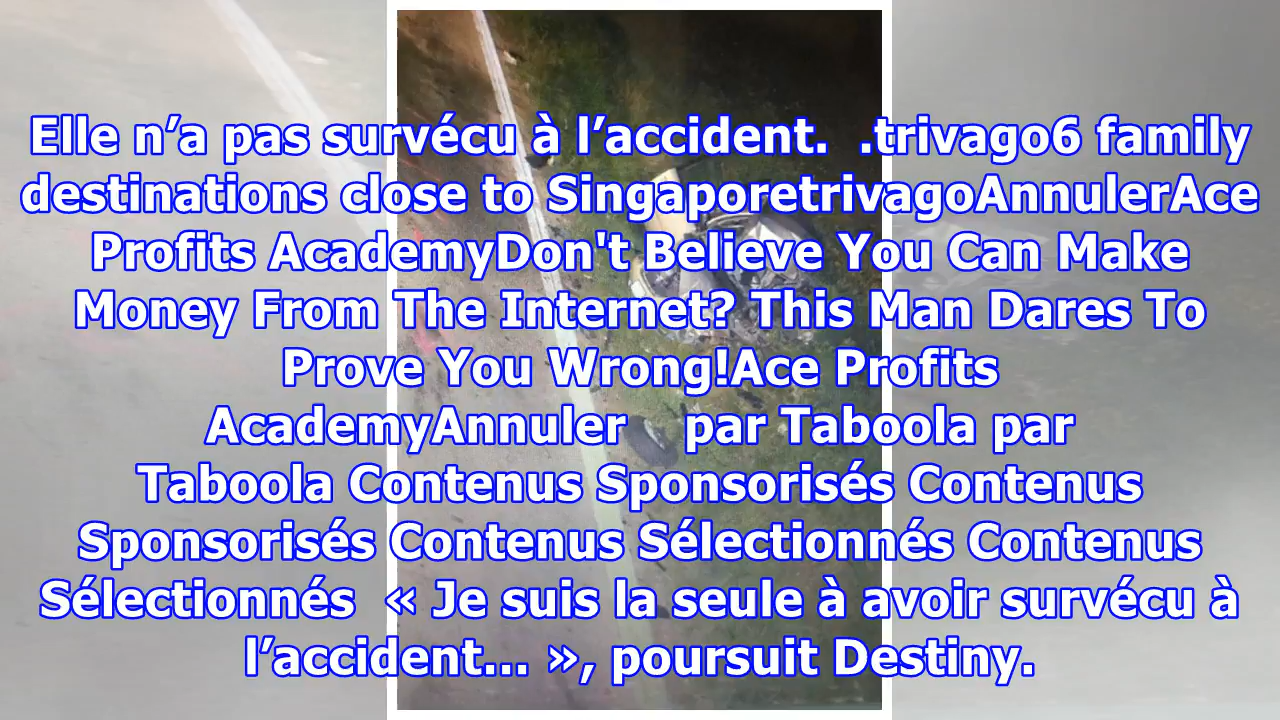 Elle n’a pas survécu à l’accident.  .trivago6 family
destinations close to SingaporetrivagoAnnulerAce
Profits AcademyDon't Believe You Can Make
Money From The Internet? This Man Dares To
Prove You Wrong!Ace Profits
AcademyAnnuler    par Taboola par
Taboola Contenus Sponsorisés Contenus
Sponsorisés Contenus Sélectionnés Contenus
Sélectionnés  « Je suis la seule à avoir survécu à
l’accident... », poursuit Destiny.